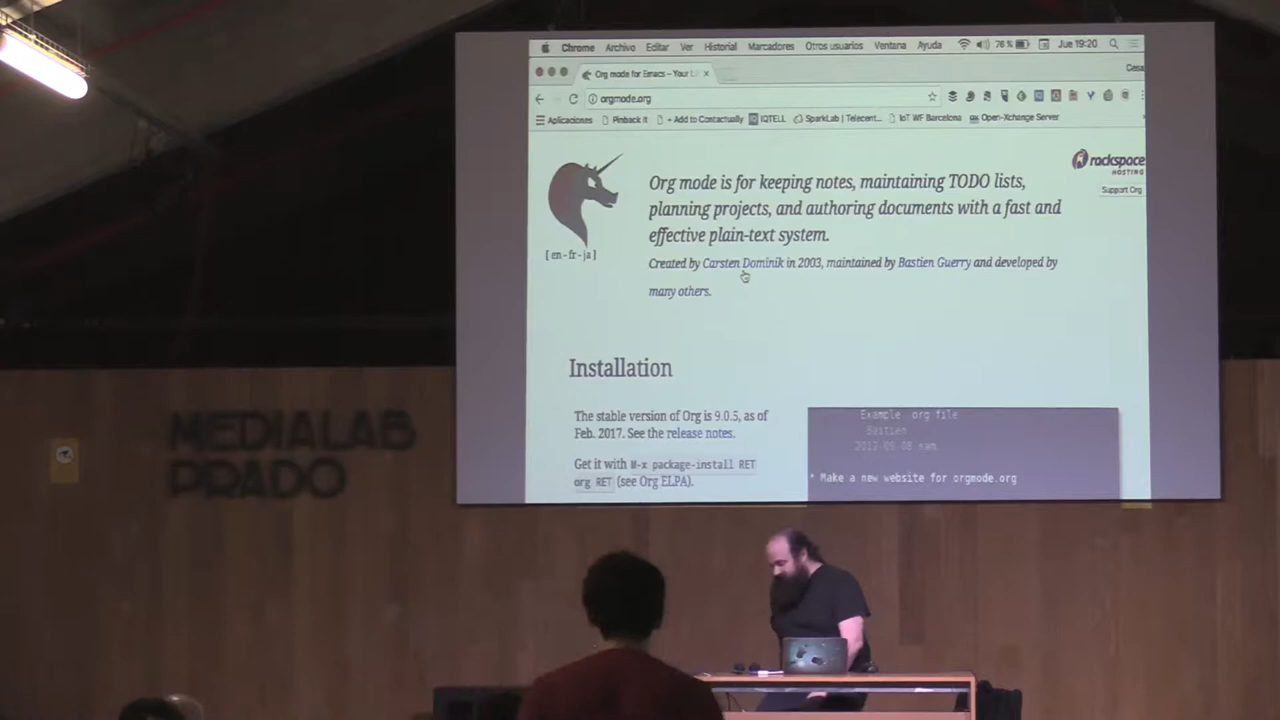 Chrome Archivo Editar Ver Historial Marcadores Otros usuarios Ventana Ayuda 76% Jue 19:20
Org mode for Emacs – Your L
orgmode.org
Aplicaciones Pinback It + Add to Contactually IQTELL SparkLab | Telecent... IoT WF Barcelona Open-Xchange Server
rackspace
HOSTING
Support Org
Org mode is for keeping notes, maintaining TODO lists,
planning projects, and authoring documents with a fast and
effective plain-text system.
[ en - fr - ja ]
Created by Carsten Dominik in 2003, maintained by Bastien Guerry and developed by
many others.
Installation
The stable version of Org is 9.0.5, as of
Feb. 2017. See the release notes.
Get it with M-x package-install RET
org RET (see Org ELPA).
Example org file
Bastien
* Make a new website for orgmode.org
MEDIALAB
PRADO